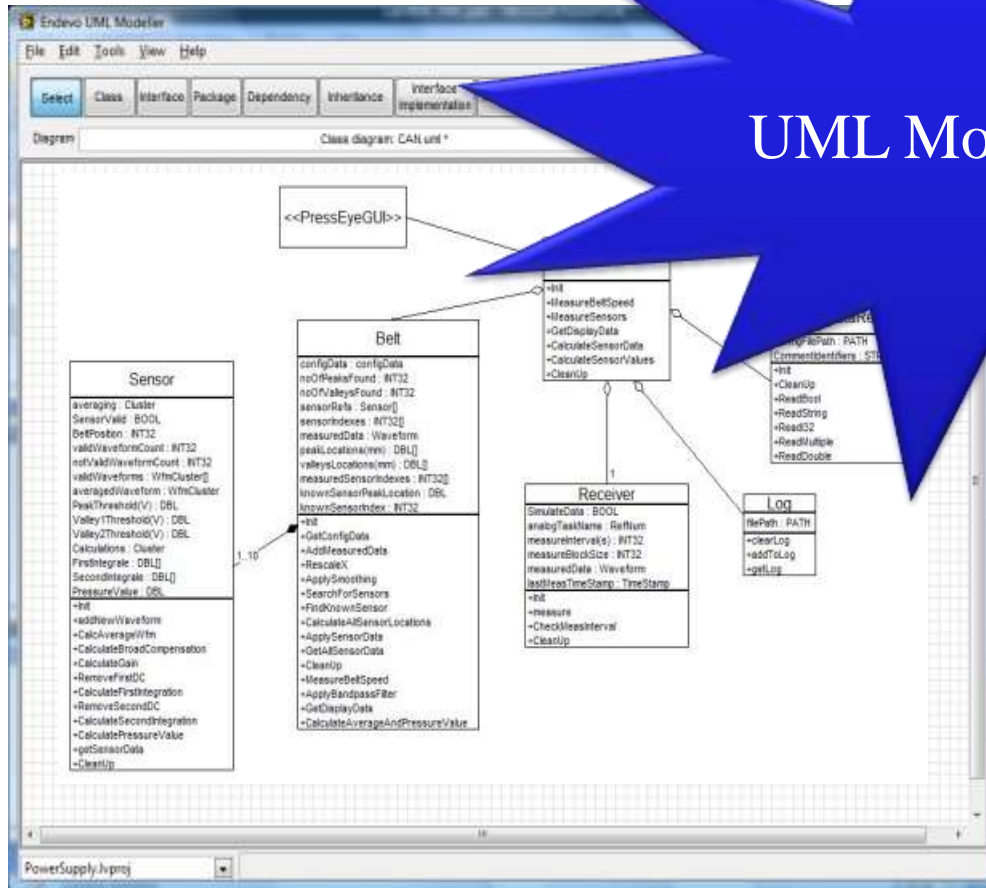 Endevo UML Modeller
File Edit Tools View Help
Select Class Interface Package Dependency Inheritance Interface Implementation
Diagram Class diagram: CAN.uml *
UML Mo
<<PressEyeGUI>>
+Init
+MeasureBeltSpeed
+MeasureSensors
+GetDisplayData
+CalculateSensorData
+CalculateSensorValues
+CleanUp
FilePath : PATH
CommentIdentifiers : STR
+Init
+CleanUp
+ReadBool
+ReadString
+ReadI32
+ReadMultiple
+ReadDouble
Belt
configData : configData
noOfPeaksFound : INT32
noOfValleysFound : INT32
sensorRefs : Sensor[]
sensorIndexes : INT32[]
measuredData : Waveform
peakLocations(mm) : DBL[]
valleysLocations(mm) : DBL[]
measuredSensorIndexes : INT32[]
knownSensorPeakLocation : DBL
knownSensorIndex : INT32
+Init
+GetConfigData
+AddMeasuredData
+RescaleX
+ApplySmoothing
+SearchForSensors
+FindKnownSensor
+CalculateAllSensorLocations
+ApplySensorData
+GetAllSensorData
+CleanUp
+MeasureBeltSpeed
+ApplyBandpassFilter
+GetDisplayData
+CalculateAverageAndPressureValue
Sensor
averaging : Cluster
SensorValid : BOOL
BeltPosition : INT32
validWaveformCount : INT32
notValidWaveformCount : INT32
validWaveforms : WfmCluster[]
averagedWaveform : WfmCluster
PeakThreshold(V) : DBL
Valley1Threshold(V) : DBL
Valley2Threshold(V) : DBL
Calculations : Cluster
FirstIntegrale : DBL[]
SecondIntegrale : DBL[]
PressureValue : DBL
+Init
+addNewWaveform
+CalcAverageWfm
+CalculateBroadCompensation
+CalculateGain
+RemoveFirstDC
+CalculateFirstIntegration
+RemoveSecondDC
+CalculateSecondIntegration
+CalculatePressureValue
+getSensorData
+CleanUp
1..10
1
Receiver
SimulateData : BOOL
analogTaskName : RefNum
measureInterval(s) : INT32
measureBlockSize : INT32
measuredData : Waveform
lastMeasTimeStamp : TimeStamp
+Init
+measure
+CheckMeasInterval
+CleanUp
Log
filePath : PATH
+clearLog
+addToLog
+getLog
PowerSupply.lvproj